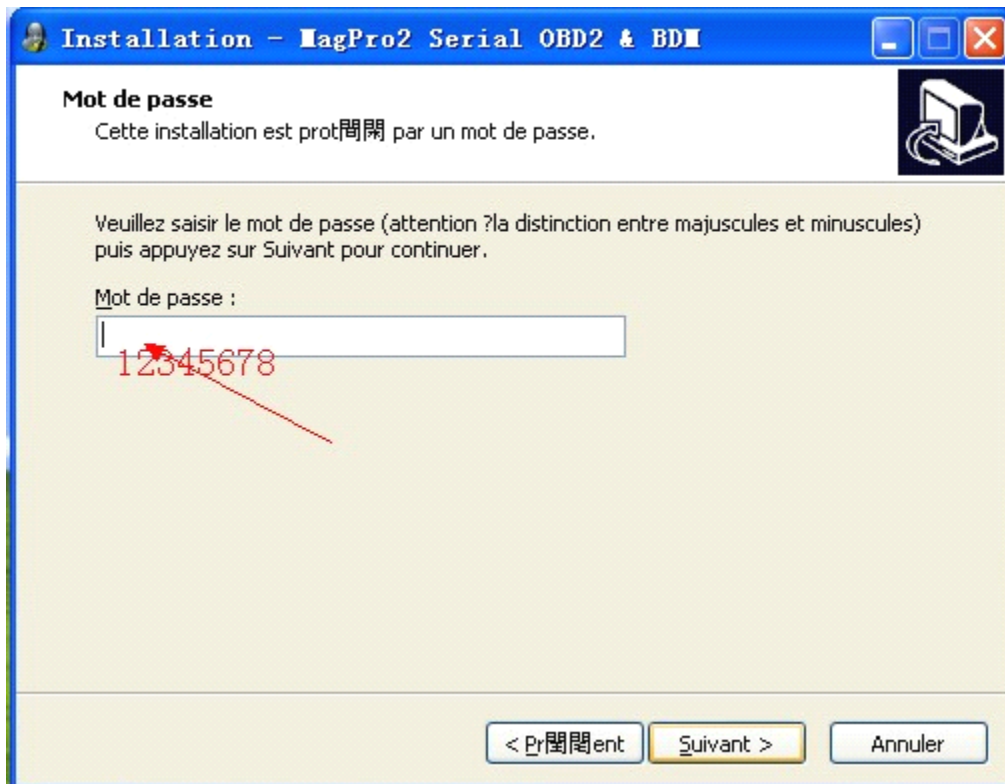 Installation - MagPro2 Serial OBD2 & BDM
Mot de passe
Cette installation est prot間閑 par un mot de passe.
Veuillez saisir le mot de passe (attention ?la distinction entre majuscules et minuscules)
puis appuyez sur Suivant pour continuer.
Mot de passe :
12345678
< Pr閏閐ent
Suivant >
Annuler